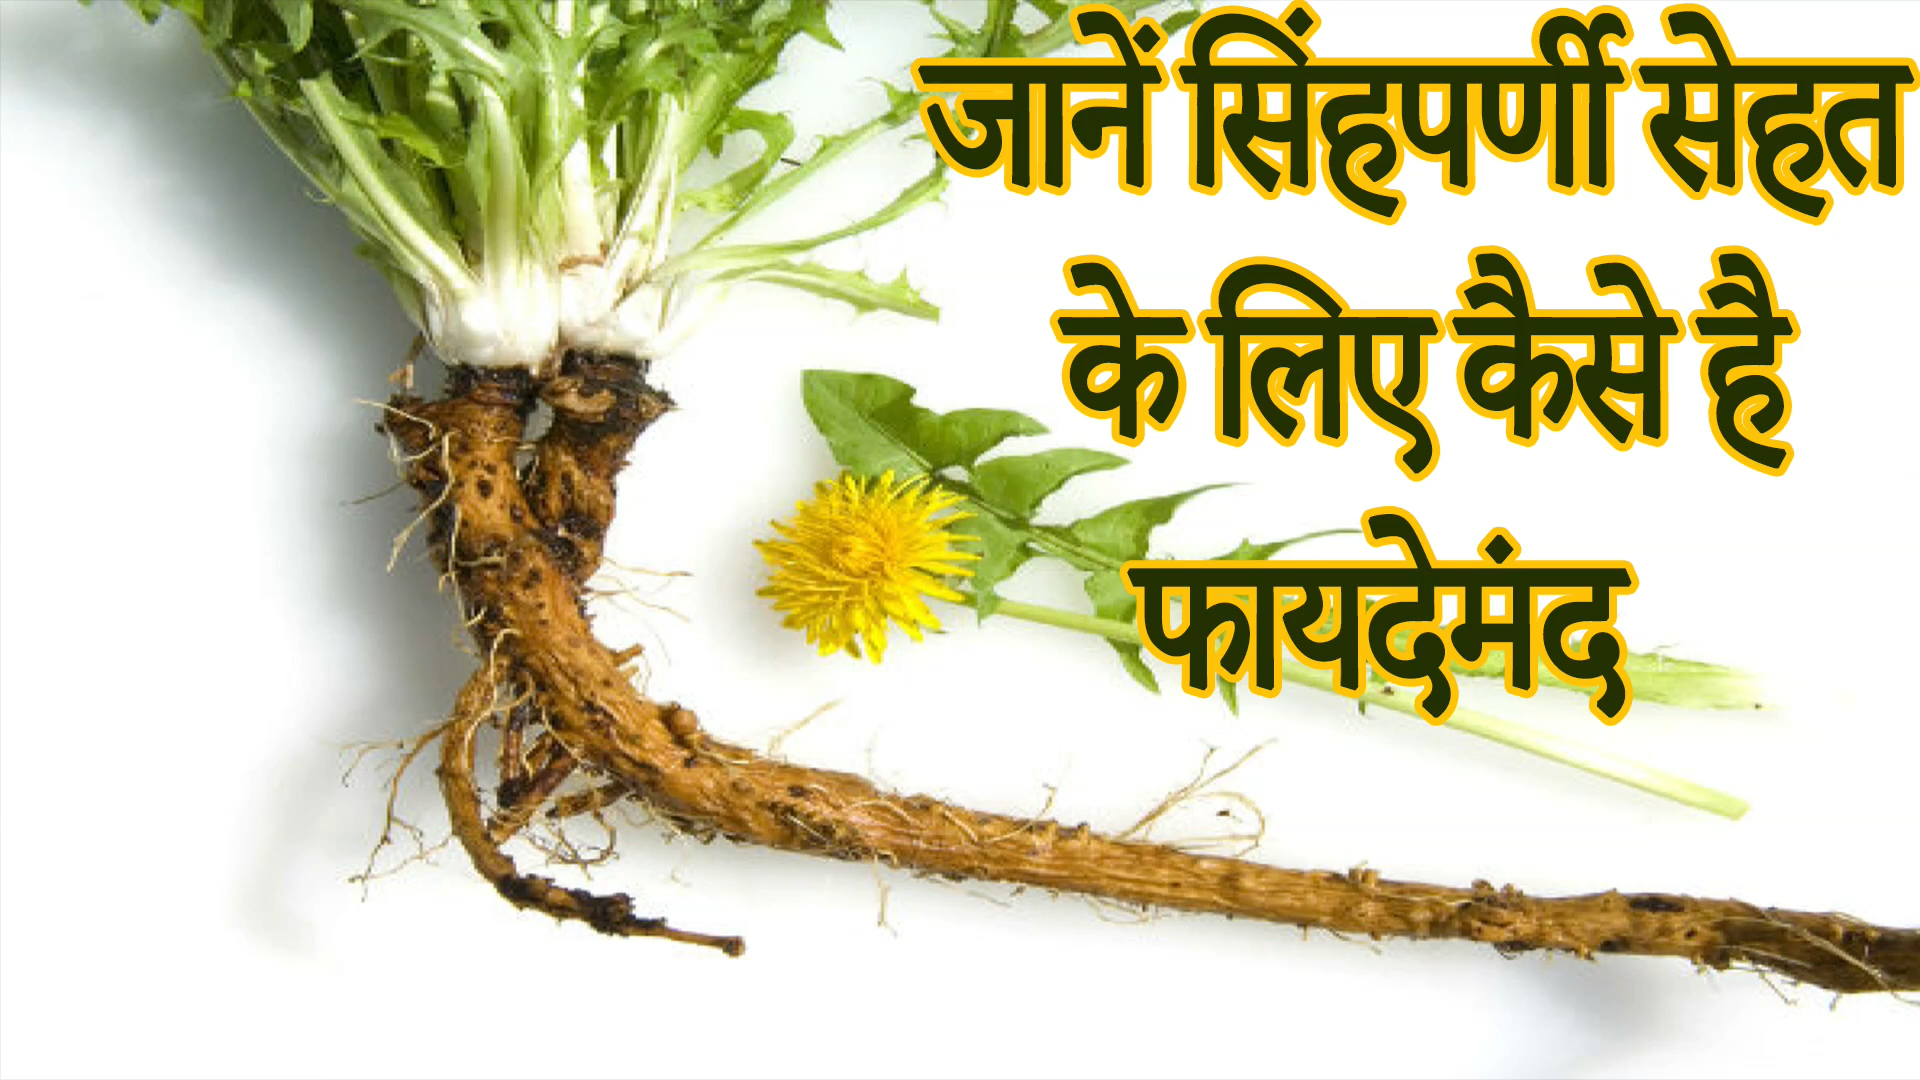 जानें सिंहपर्णी सेहत
के लिए कैसे है
फायदेमंद